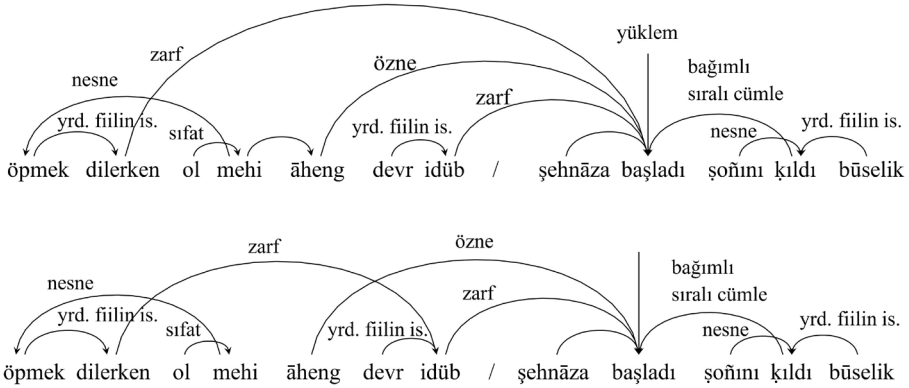 yüklem
zarf
özne
bağımlı
nesne
sıralı cümle
zarf
yrd. fiilin is.
sıfat
yrd. fiilin is.
nesne
yrd. fiilin is.
öpmek dilerken ol mehi āheng devr idüb / şehnāza başladı ṣoñını ḳıldı būselik
özne
zarf
bağımlı
nesne
zarf
sıralı cümle
yrd. fiilin is.
sıfat
yrd. fiilin is.
nesne
yrd. fiilin is.
öpmek dilerken ol mehi āheng devr idüb / şehnāza başladı ṣoñını ḳıldı būselik